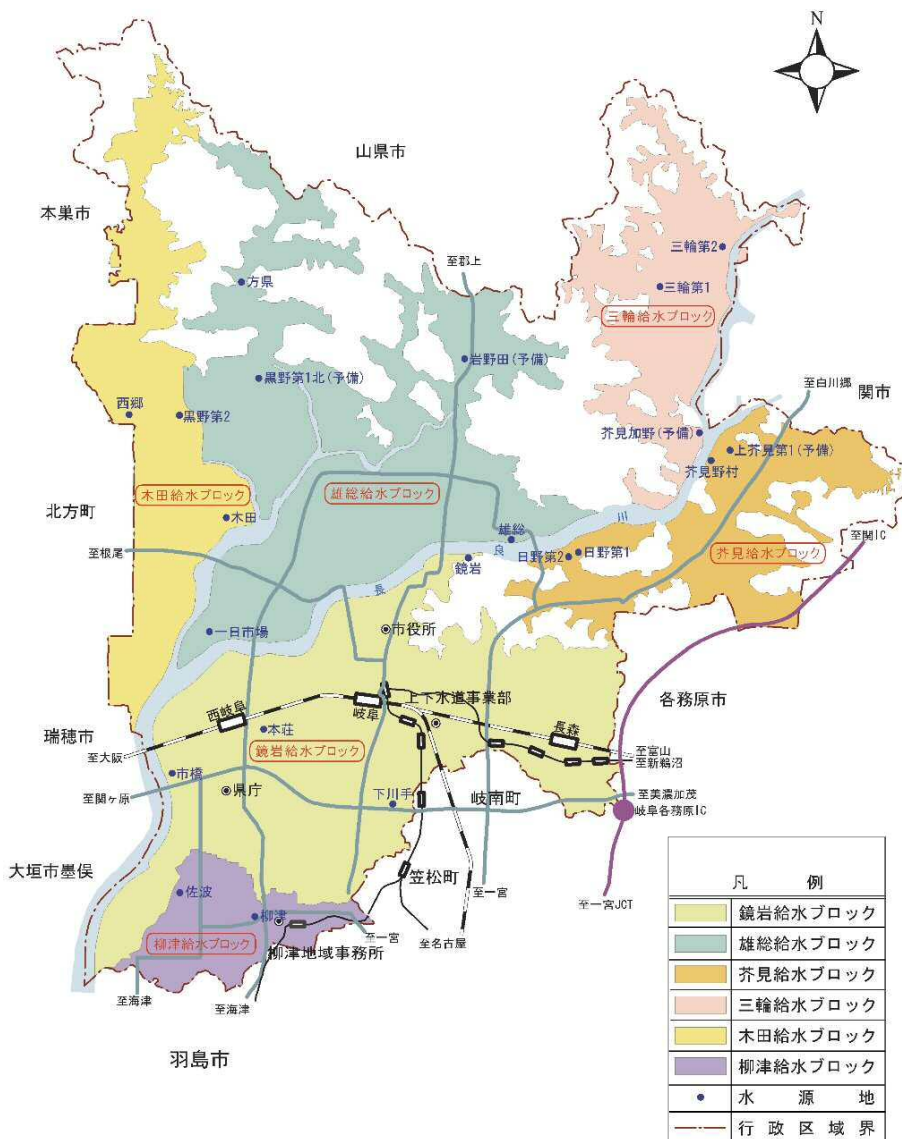 N
山県市
本巣市
三輪第2
至郡上
方県
三輪第1
三輪給水ブロック
岩野田(予備)
黒野第1北(予備)
至白川郷
関市
西郷
黒野第2
芥見加野(予備)
上芥見第1(予備)
芥見野村
木田給水ブロック
雄総給水ブロック
北方町
木田
川
雄総
良
至関IC
至根尾
日野第2
日野第1
芥見給水ブロック
鏡岩
長
一日市場
市役所
各務原市
上下水道事業部
西岐阜
岐阜
長森
瑞穂市
本荘
至大阪
鏡岩給水ブロック
至富山
至新鵜沼
市橋
県庁
至関ヶ原
下川手
岐南町
至美濃加茂
岐阜各務原IC
大垣市墨俣
笠松町
佐波
至一宮
至一宮JCT
柳津
柳津給水ブロック
至一宮
至名古屋
柳津地域事務所
至海津
至海津
羽島市
凡例
鏡岩給水ブロック
雄総給水ブロック
芥見給水ブロック
三輪給水ブロック
木田給水ブロック
柳津給水ブロック
水源地
行政区域界